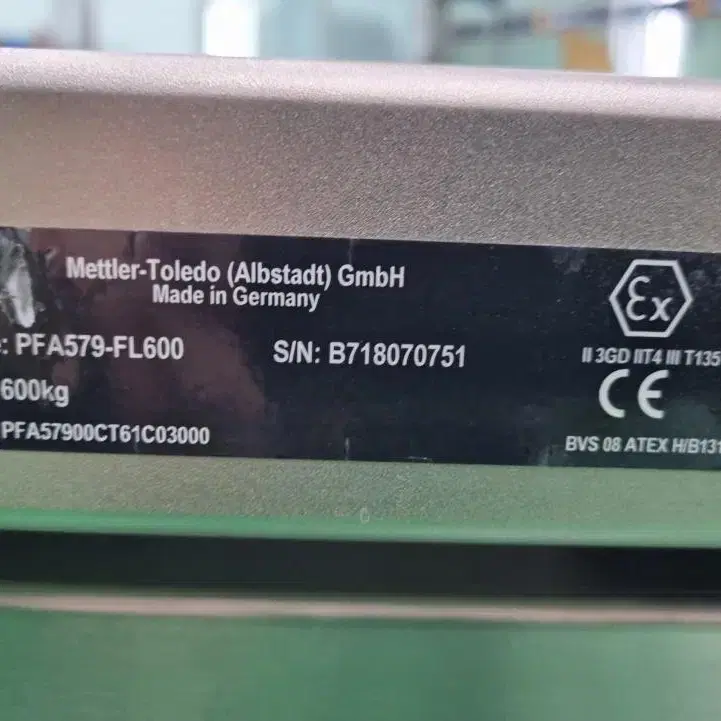 Mettler-Toledo (Albstadt) GmbH
Made in Germany
: PFA579-FL600
S/N: B718070751
600kg
PFA57900CT61C03000
Ex
II 3GD IIT4 III T135
CE
BVS 08 ATEX H/B131